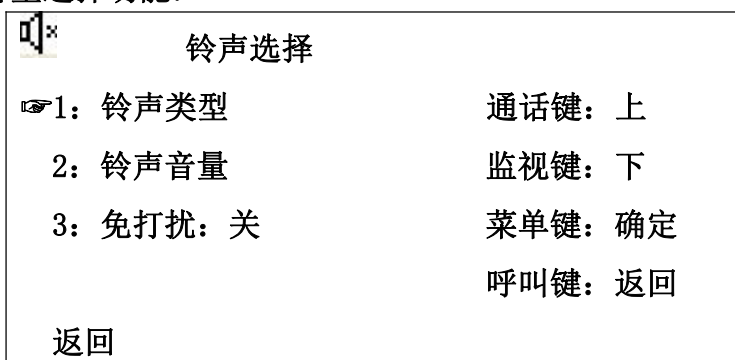 铃声选择
☞1：铃声类型 通话键：上
2：铃声音量 监视键：下
3：免打扰：关 菜单键：确定
呼叫键：返回
返回